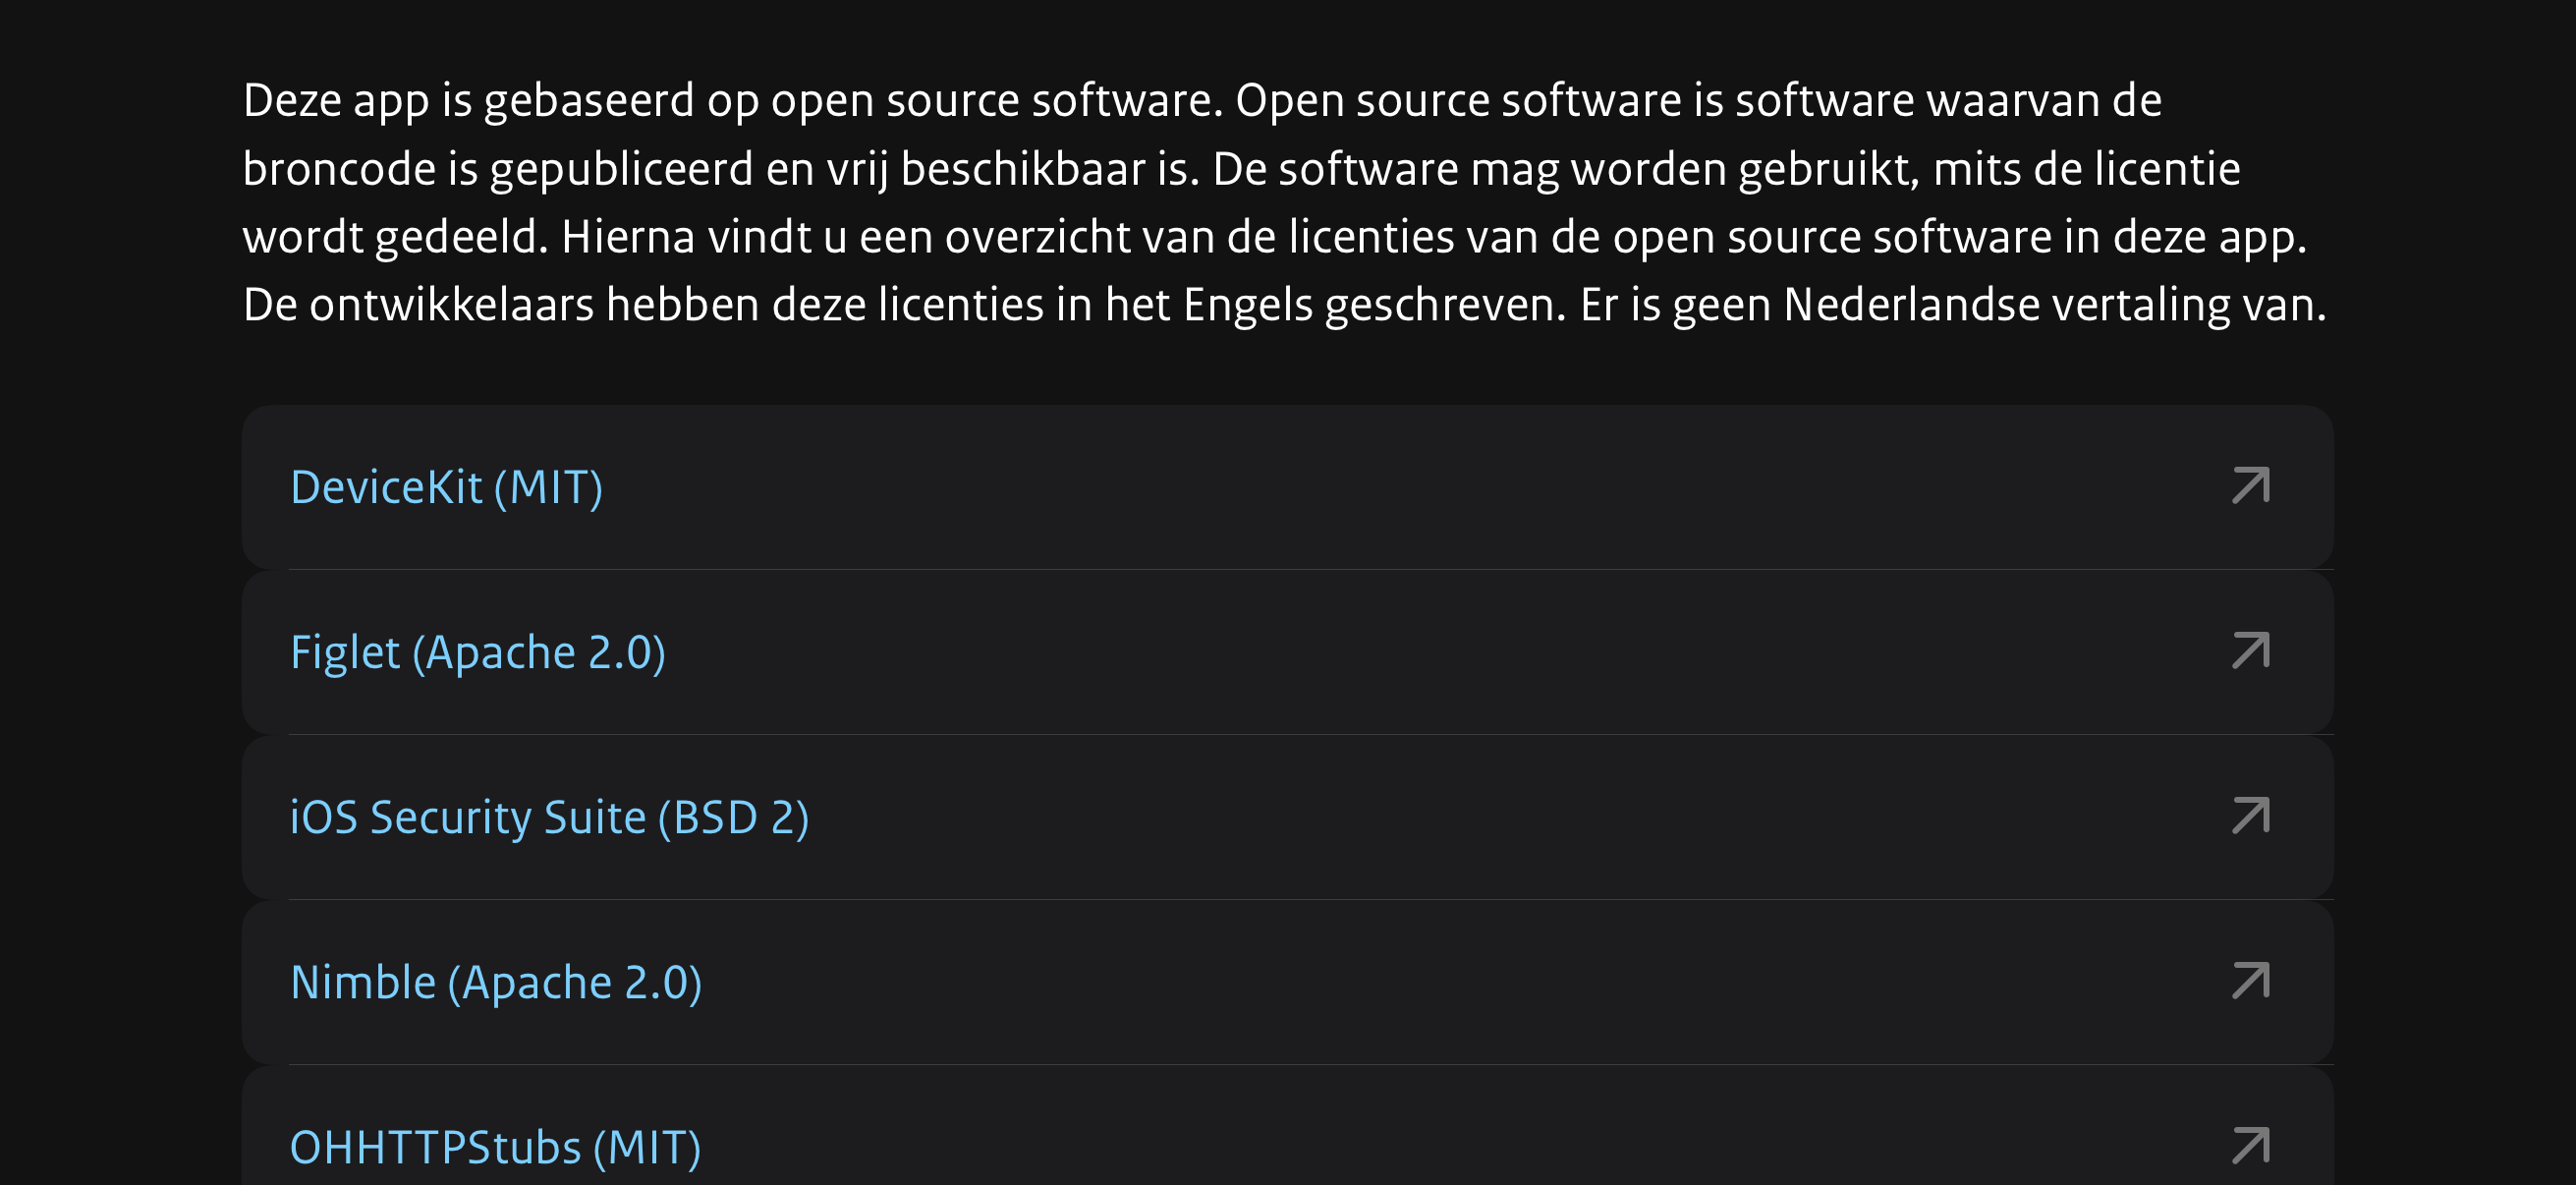 Deze app is gebaseerd op open source software. Open source software is software waarvan de
broncode is gepubliceerd en vrij beschikbaar is. De software mag worden gebruikt, mits de licentie
wordt gedeeld. Hierna vindt u een overzicht van de licenties van de open source software in deze app.
De ontwikkelaars hebben deze licenties in het Engels geschreven. Er is geen Nederlandse vertaling van.
DeviceKit (MIT)
Figlet (Apache 2.0)
iOS Security Suite (BSD 2)
Nimble (Apache 2.0)
OHHTTPStubs (MIT)